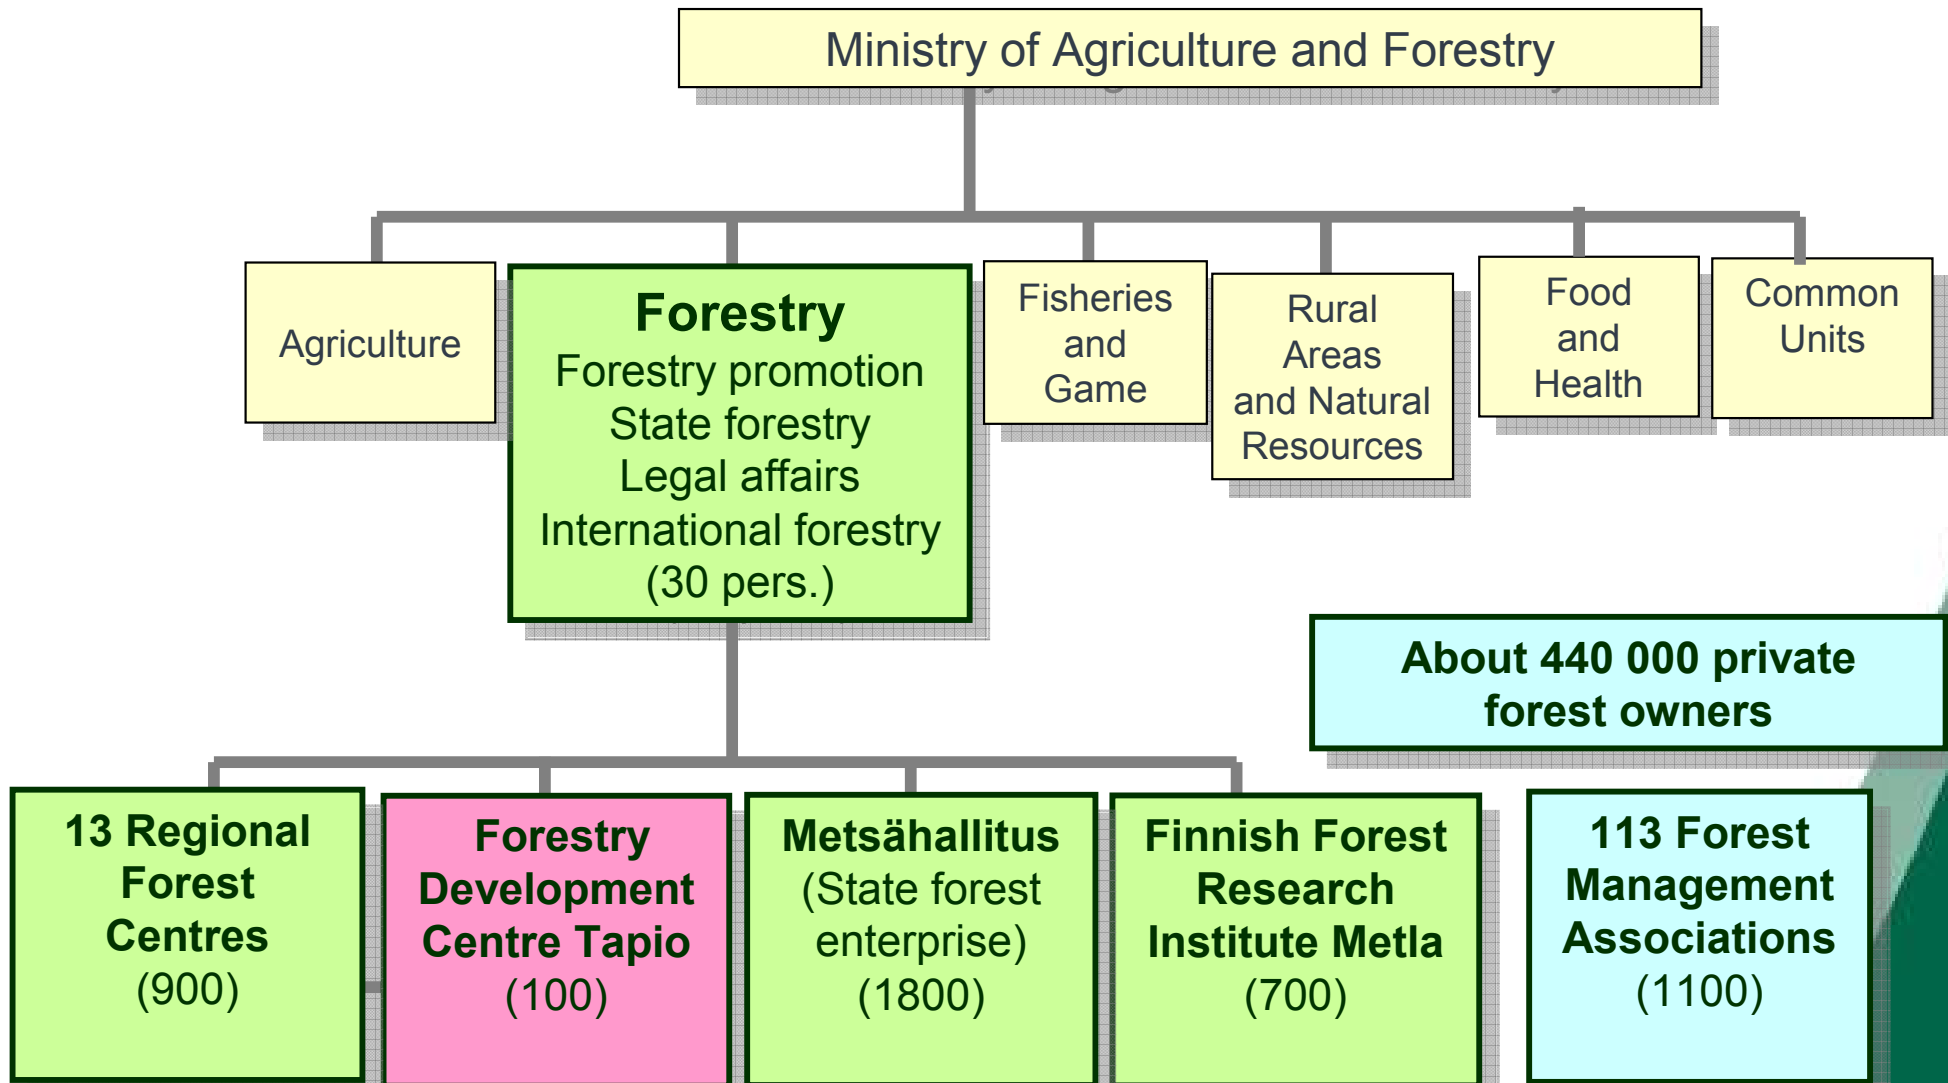 Ministry of Agriculture and Forestry
Agriculture
Forestry
Forestry promotion
State forestry
Legal affairs
International forestry
(30 pers.)
Fisheries
and
Game
Rural
Areas
and Natural
Resources
Food
and
Health
Common
Units
About 440 000 private
forest owners
13 Regional
Forest
Centres
(900)
Forestry
Development
Centre Tapio
(100)
Metsähallitus
(State forest
enterprise)
(1800)
Finnish Forest
Research
Institute Metla
(700)
113 Forest
Management
Associations
(1100)